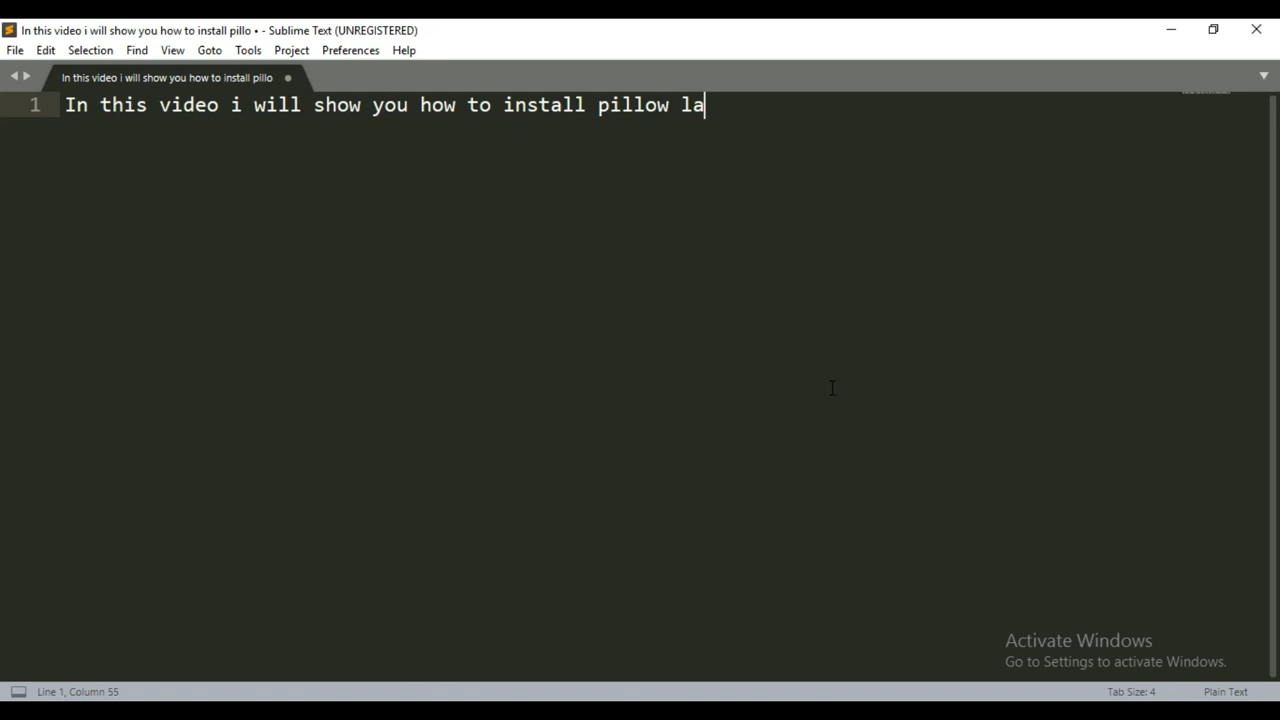 In this video i will show you how to install pillo • - Sublime Text (UNREGISTERED)
File Edit Selection Find View Goto Tools Project Preferences Help
In this video i will show you how to install pillo
1 In this video i will show you how to install pillow la
Activate Windows
Go to Settings to activate Windows.
Line 1, Column 55 Tab Size: 4 Plain Text